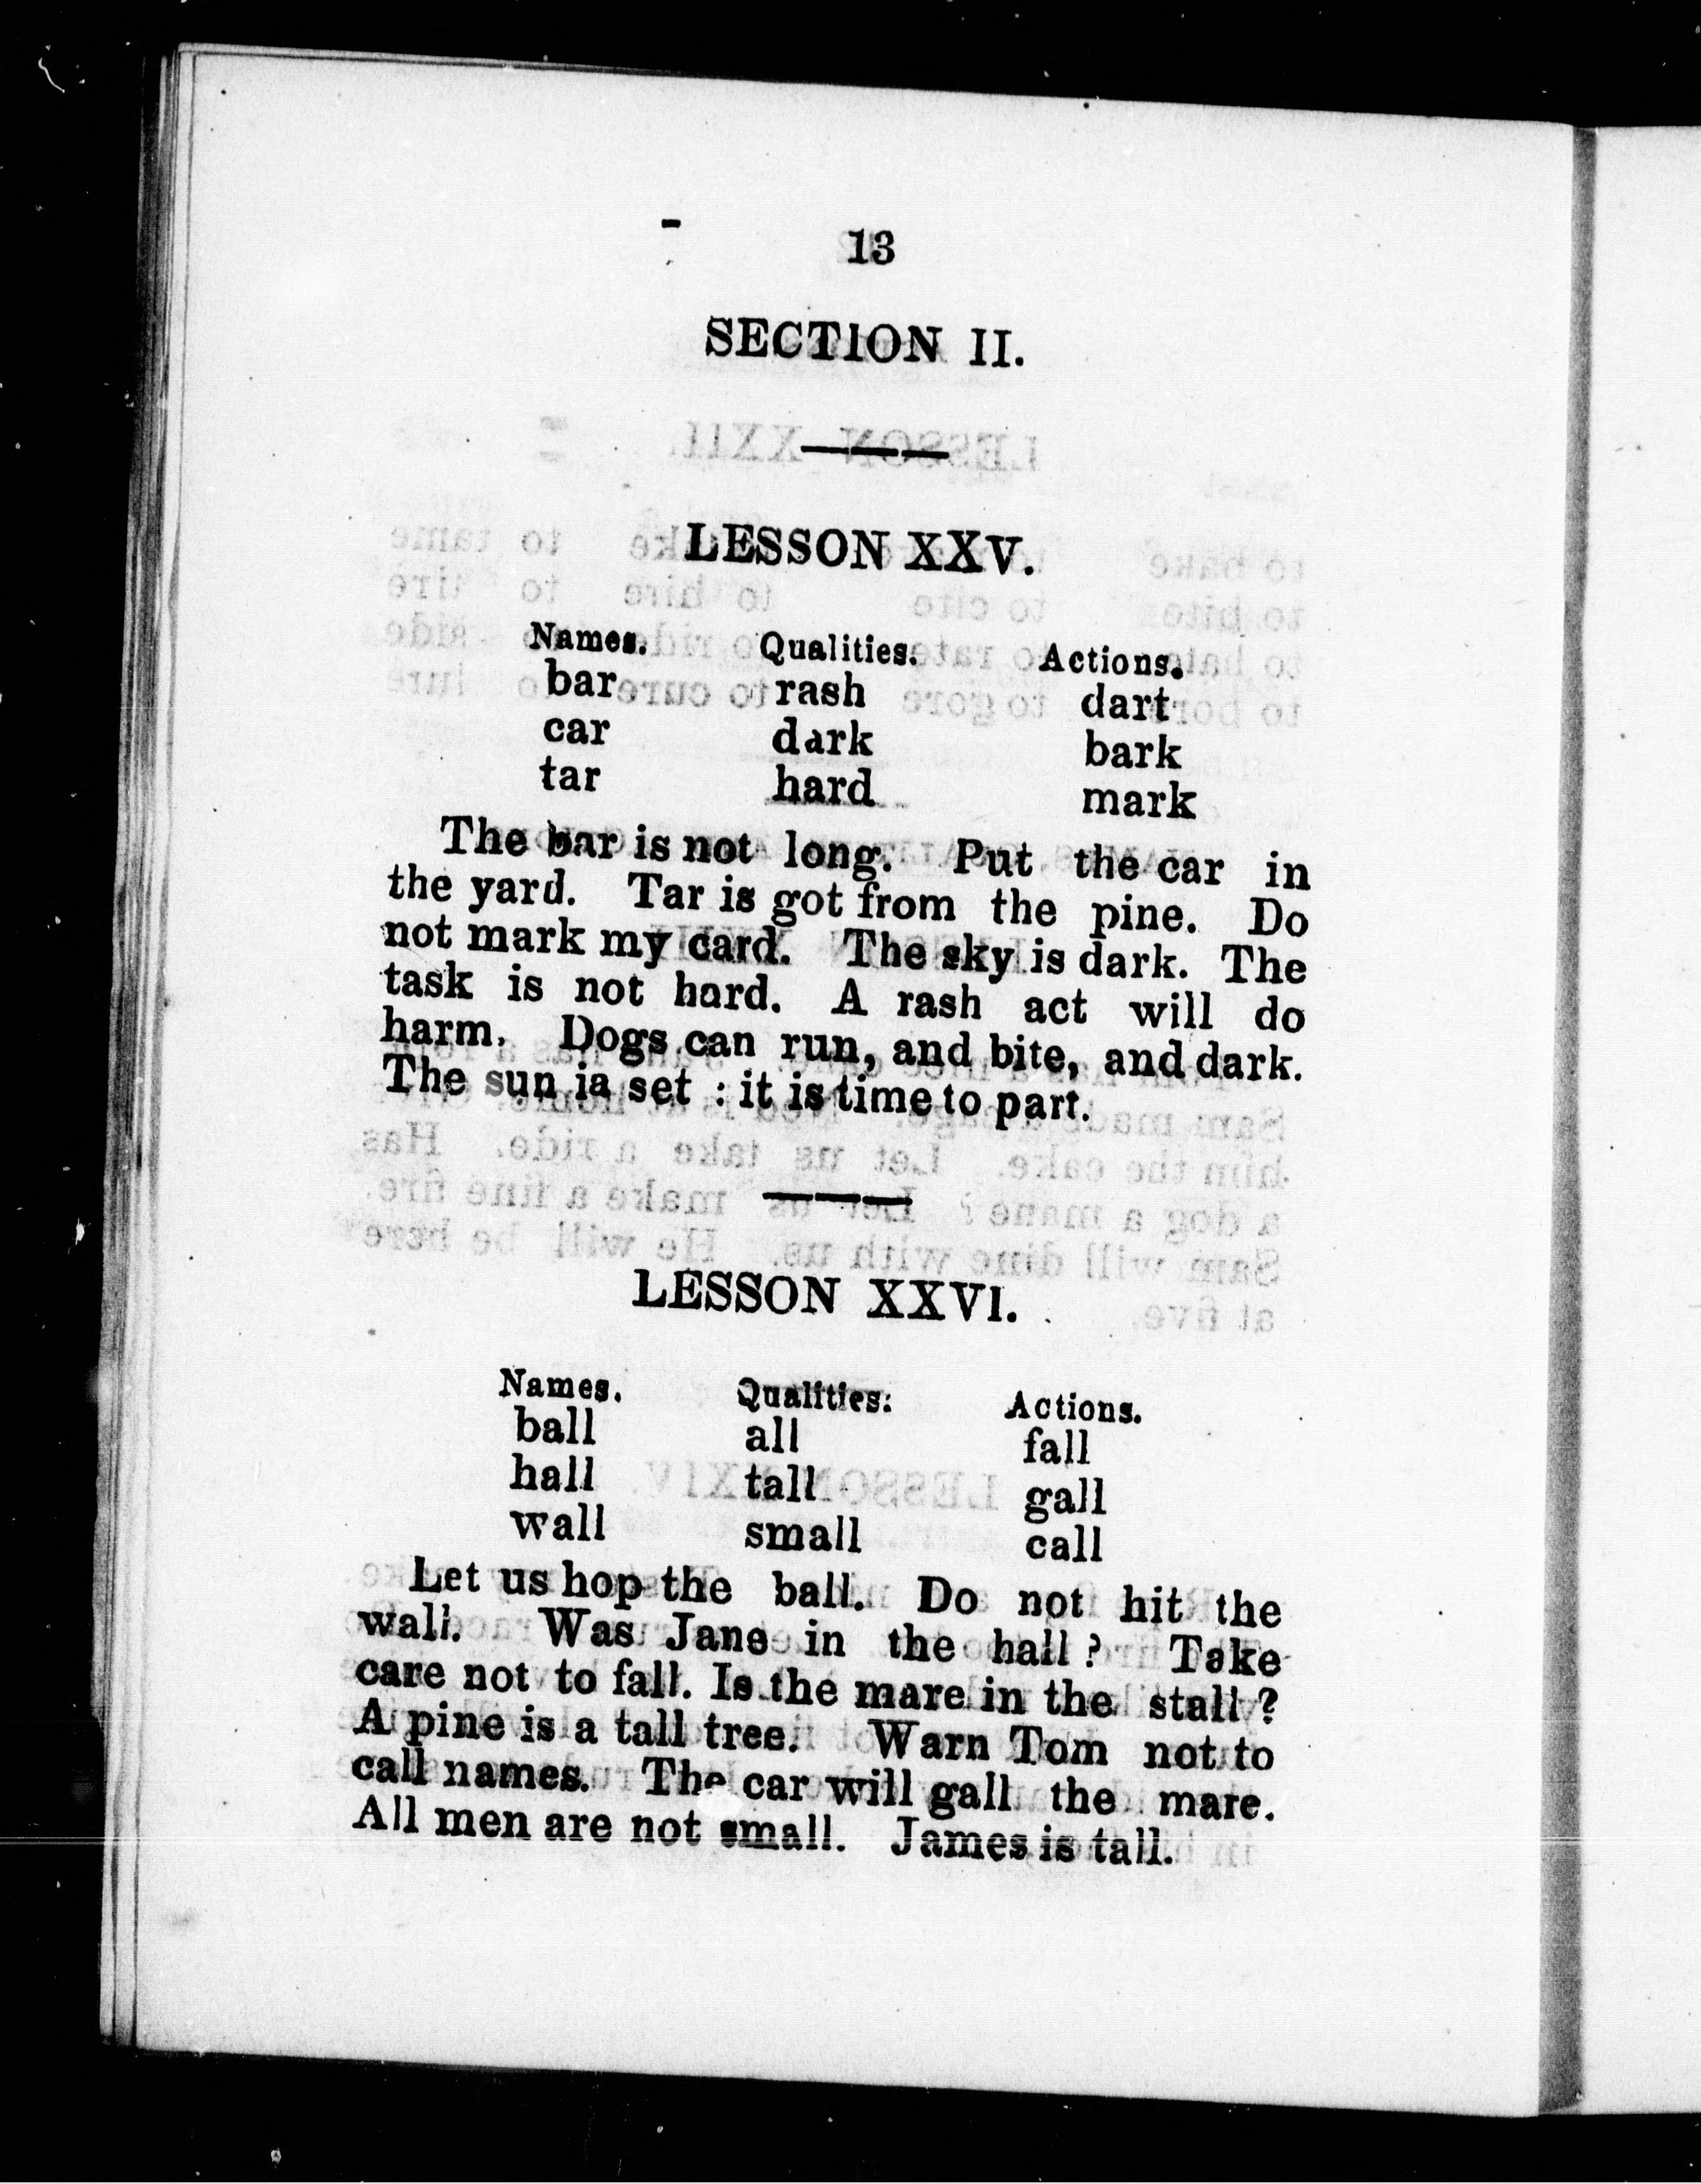 13
SECTION II.
LESSON XXV.
Names. Qualities. Actions.
bar rash dart
car dark bark
tar hard mark
The bar is not long. Put the car in
the yard. Tar is got from the pine. Do
not mark my card. The sky is dark. The
task is not hard. A rash act will do
harm. Dogs can run, and bite, and dark.
The sun ia set : it is time to part.
LESSON XXVI.
Names. Qualities: Actions.
ball all fall
hall tall gall
wall small call
Let us hop the ball. Do not hit the
wall. Was Jane in the hall ? Take
care not to fall. Is the mare in the stall ?
A pine is a tall tree. Warn Tom not to
call names. The car will gall the mare.
All men are not small. James is tall.